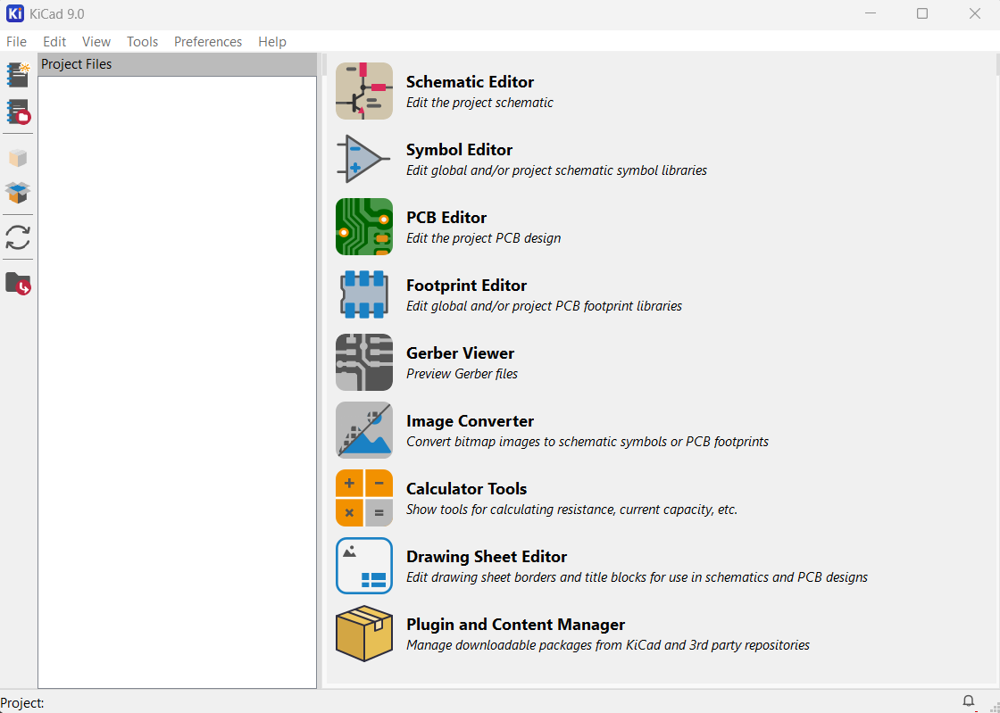 KiCad 9.0
File Edit View Tools Preferences Help
Project Files
Schematic Editor
Edit the project schematic
Symbol Editor
Edit global and/or project schematic symbol libraries
PCB Editor
Edit the project PCB design
Footprint Editor
Edit global and/or project PCB footprint libraries
Gerber Viewer
Preview Gerber files
Image Converter
Convert bitmap images to schematic symbols or PCB footprints
Calculator Tools
Show tools for calculating resistance, current capacity, etc.
Drawing Sheet Editor
Edit drawing sheet borders and title blocks for use in schematics and PCB designs
Plugin and Content Manager
Manage downloadable packages from KiCad and 3rd party repositories
Project: